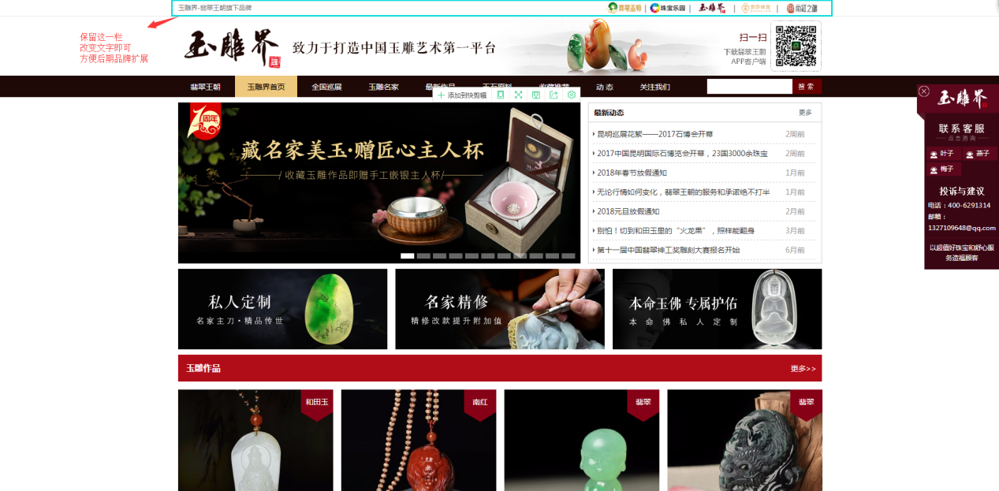 玉雕界-翡翠王朝旗下品牌
珠宝乐园
玉雕界
保留这一栏
改变文字即可
方便后期品牌扩展
玉雕界
致力于打造中国玉雕艺术第一平台
扫一扫
下载翡翠王朝
APP客户端
翡翠王朝 玉雕界首页 全国巡展 玉雕名家 最新作品 玉石原料 收藏推荐 动 态 关注我们 搜 索
添加到快剪辑
周年
藏名家美玉·赠匠心主人杯
收藏玉雕作品即赠手工嵌银主人杯
最新动态 更多
昆明巡展花絮——2017石博会开幕 2周前
2017中国昆明国际石博览会开幕，23国3000余珠宝 2周前
2018年春节放假通知 1月前
无论行情如何变化，翡翠王朝的服务和承诺绝不打半 1月前
2018元旦放假通知 2月前
别怕！切到和田玉里的“火龙果”，照样能翻身 3月前
第十一届中国翡翠神工奖雕刻大赛报名开始 6月前
玉雕界
联系客服
点击咨询
叶子 燕子
梅子
投诉与建议
电话：400-6291314
邮箱：
1327109648@qq.com
以超值好珠宝和舒心服
务造福顾客
私人定制
名家主刀·精品传世
名家精修
精修改款提升附加值
本命玉佛 专属护佑
本命佛私人定制
玉雕作品 更多>>
和田玉
南红
翡翠
翡翠